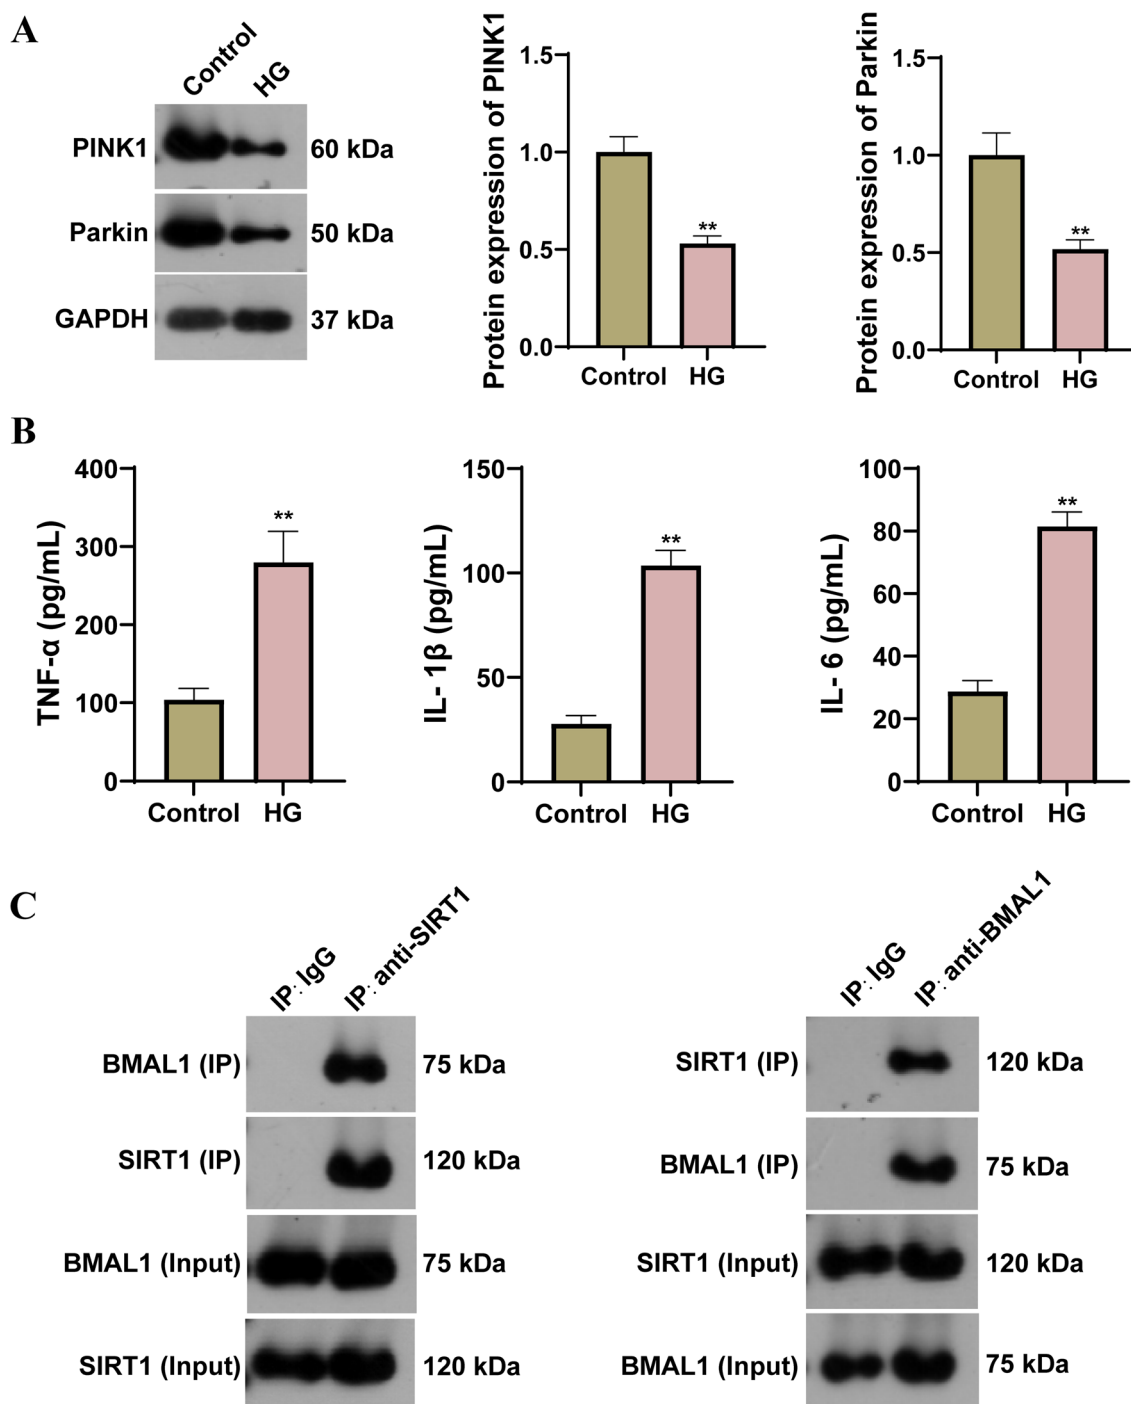 A
Control HG
PINK1 60 kDa
Parkin 50 kDa
GAPDH 37 kDa
Protein expression of PINK1
1.5
1.0
0.5
0.0
Control HG
**
Protein expression of Parkin
1.5
1.0
0.5
0.0
Control HG
**
B
TNF-α (pg/mL)
400
300
200
100
0
Control HG
**
IL- 1β (pg/mL)
150
100
50
0
Control HG
**
IL- 6 (pg/mL)
100
80
60
40
20
0
Control HG
**
C
IP: IgG IP: anti-SIRT1
BMAL1 (IP) 75 kDa
SIRT1 (IP) 120 kDa
BMAL1 (Input) 75 kDa
SIRT1 (Input) 120 kDa
IP: IgG IP: anti-BMAL1
SIRT1 (IP) 120 kDa
BMAL1 (IP) 75 kDa
SIRT1 (Input) 120 kDa
BMAL1 (Input) 75 kDa